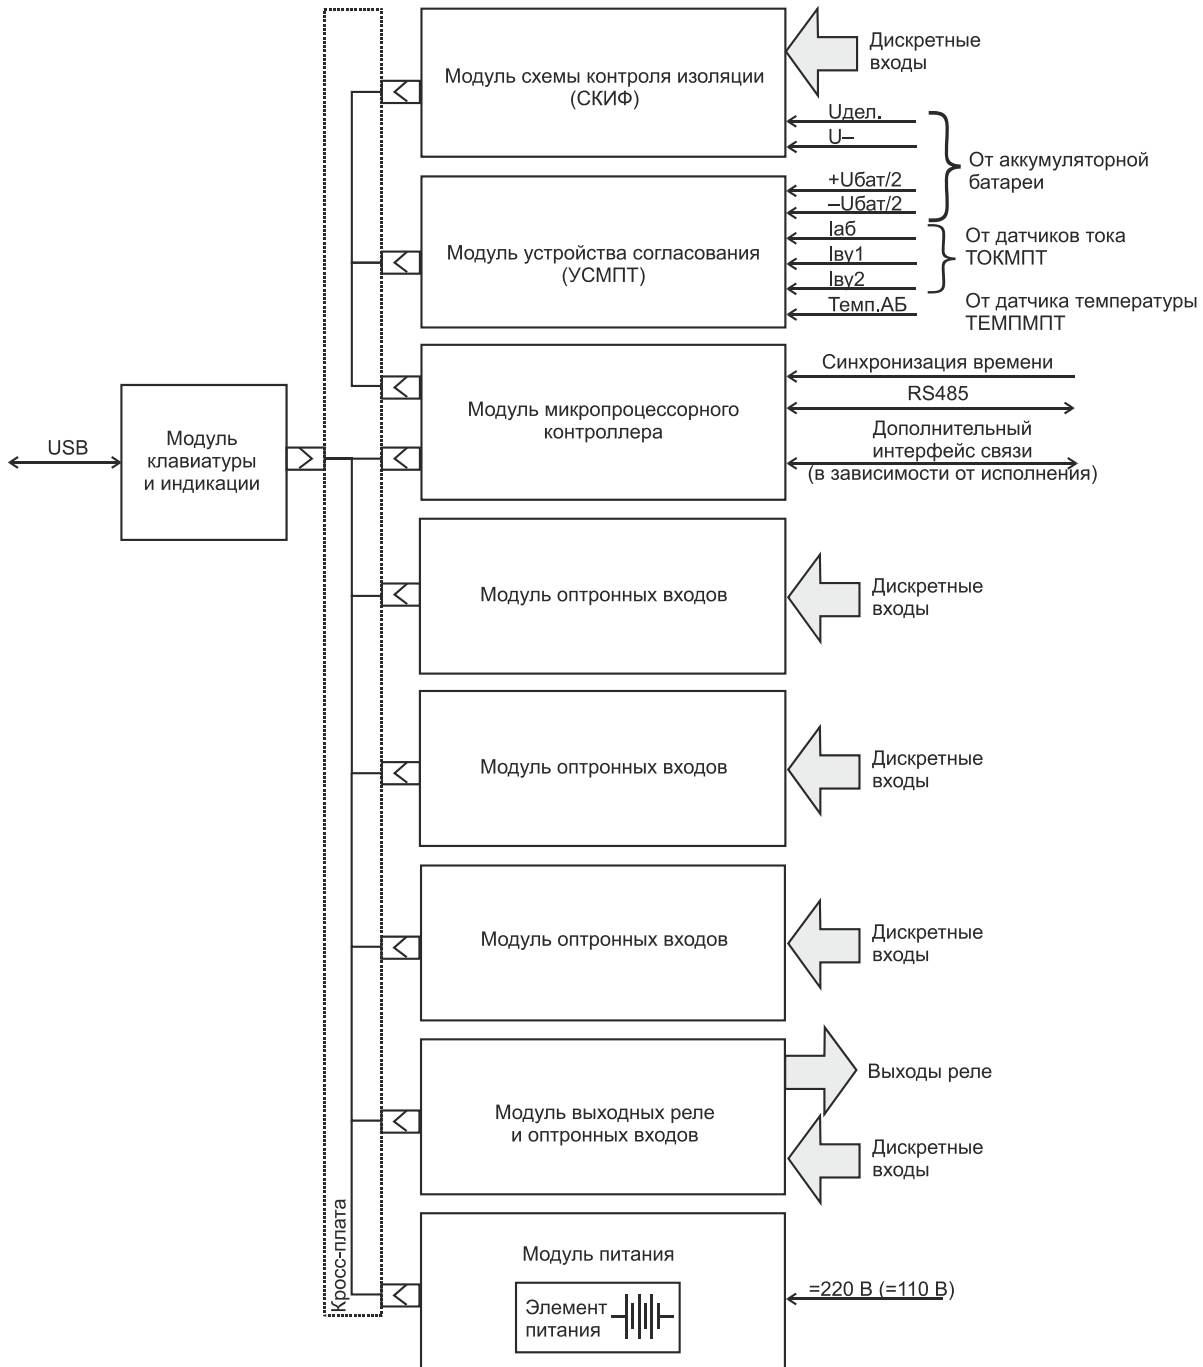 Модуль схемы контроля изоляции
(СКИФ)
Дискретные
входы
Uдел.
U–
+Uбат/2
–Uбат/2
От аккумуляторной
батареи
Модуль устройства согласования
(УСМПТ)
Iаб
Iву1
Iву2
От датчиков тока
ТОКМПТ
Темп.АБ
От датчика температуры
ТЕМПМПТ
Модуль микропроцессорного
контроллера
Синхронизация времени
RS485
Дополнительный
интерфейс связи
(в зависимости от исполнения)
USB
Модуль
клавиатуры
и индикации
Модуль оптронных входов
Дискретные
входы
Модуль оптронных входов
Дискретные
входы
Модуль оптронных входов
Дискретные
входы
Модуль выходных реле
и оптронных входов
Выходы реле
Дискретные
входы
Кросс-плата
Модуль питания
Элемент
питания
=220 В (=110 В)